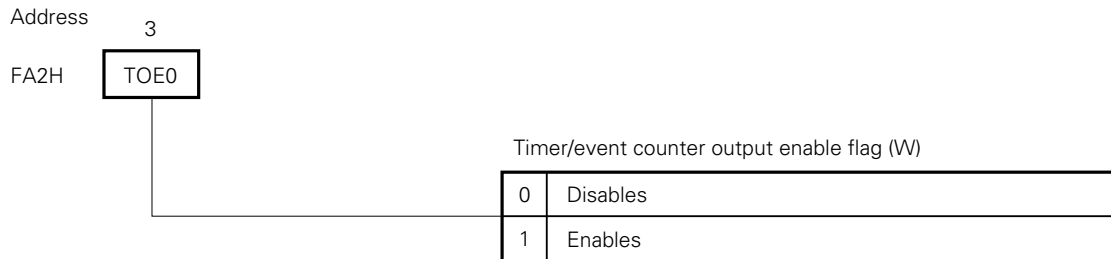 Address
3
FA2H TOE0
Timer/event counter output enable flag (W)
0 Disables
1 Enables